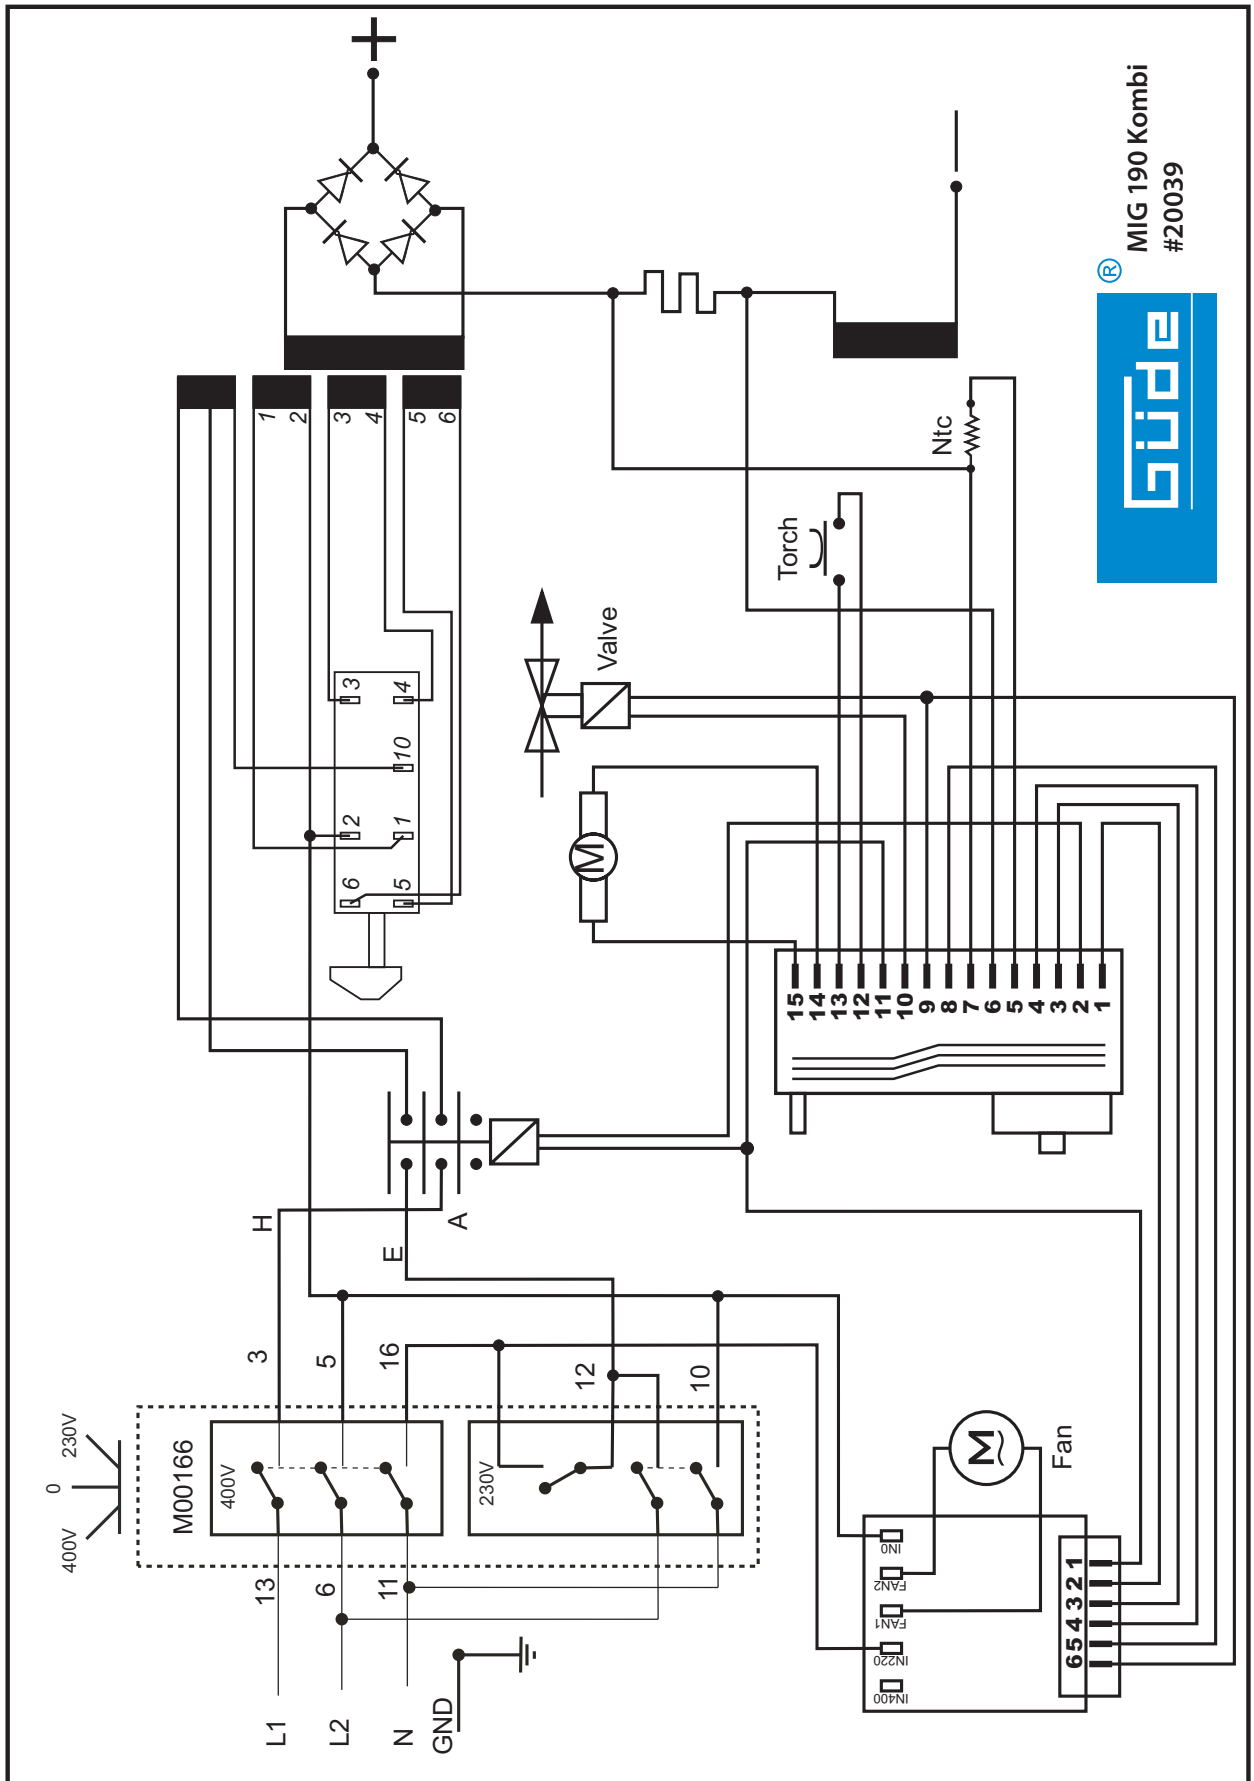 MIG 190 Kombi
#20039
®
Güde
1
2
3
4
5
6
Ntc
Torch
Valve
3
4
10
2
1
6
5
M
15
14
13
12
11
10
9
8
7
6
5
4
3
2
1
H
E
A
3
5
16
12
10
400V
0
230V
M00166
400V
230V
13
6
11
L1
L2
N
GND
M
~
Fan
IN0
FAN2
FAN1
IN220
IN400
1
2
3
4
5
6